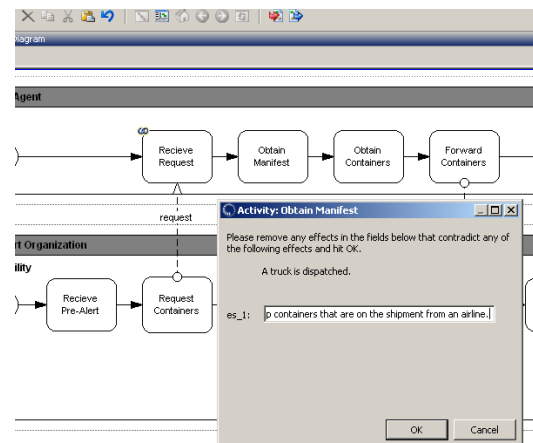 Diagram
Agent
Recieve
Request
Obtain
Manifest
Obtain
Containers
Forward
Containers
request
rt Organization
ility
Recieve
Pre-Alert
Request
Containers
Activity: Obtain Manifest
Please remove any effects in the fields below that contradict any of
the following effects and hit OK.
A truck is dispatched.
es_1: p containers that are on the shipment from an airline.
OK Cancel